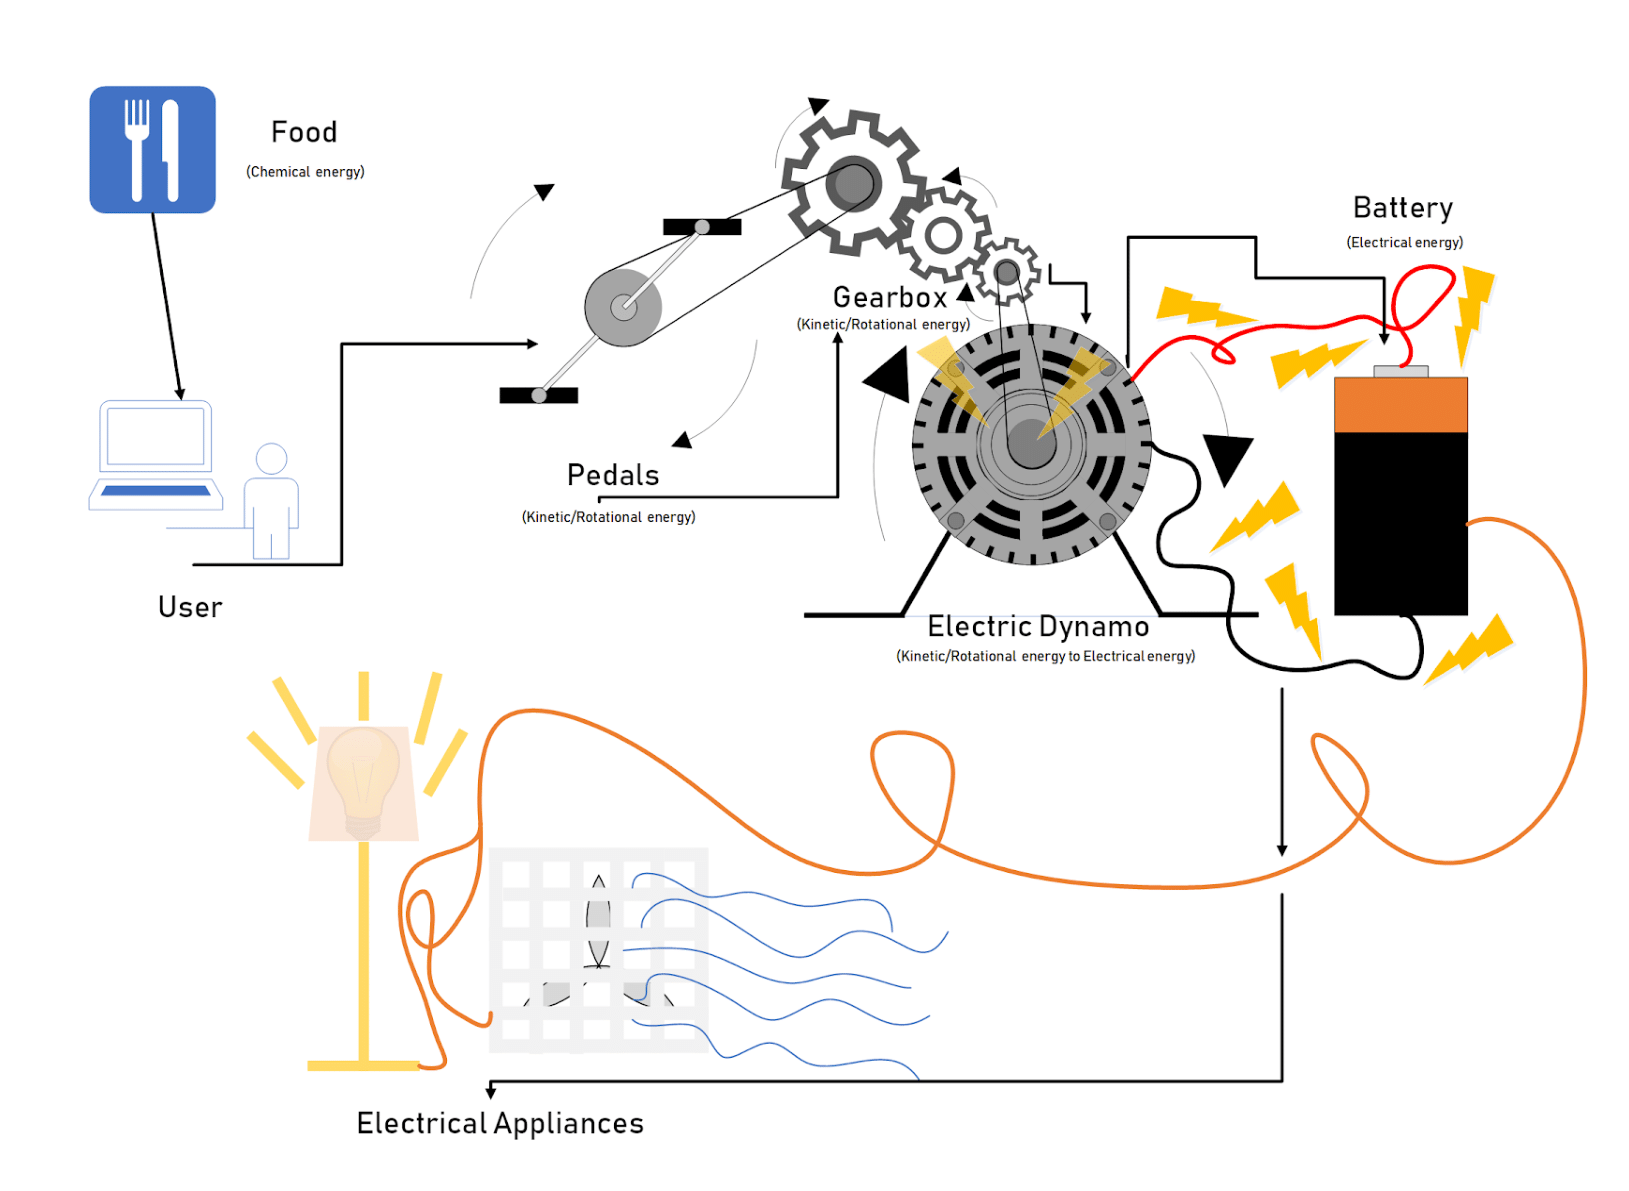 Food
(Chemical energy)
Battery
(Electrical energy)
Gearbox
(Kinetic/Rotational energy)
Pedals
(Kinetic/Rotational energy)
User
Electric Dynamo
(Kinetic/Rotational energy to Electrical energy)
Electrical Appliances